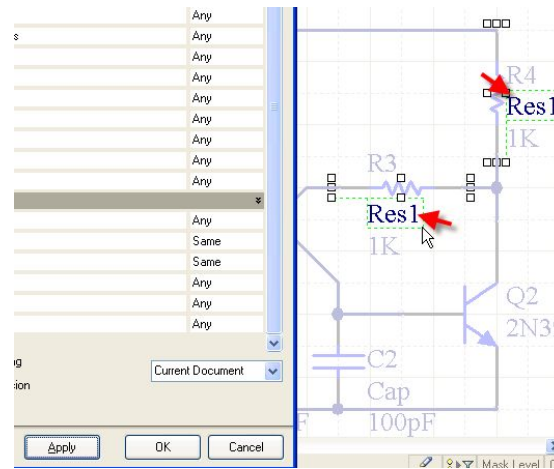 Any
s Any
Any
Any
Any
Any
Any
Any
Any
Any
Same
Same
Any
Any
Any
Current Document
Apply OK Cancel
R4
Res1
1K
R3
Res1
1K
Q2
2N3
C2
Cap
100pF
Mask Level